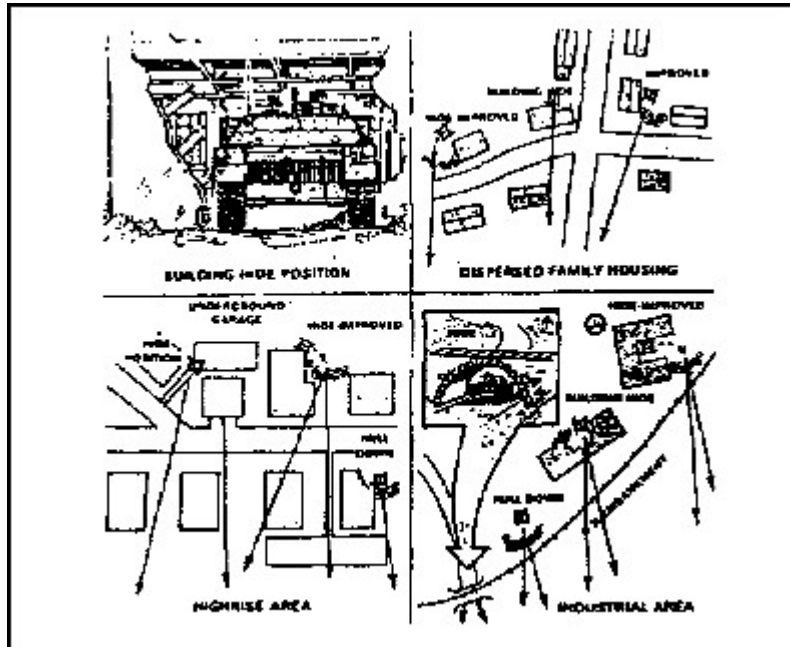 BUILDING HIDE
IMPROVED
HIDE IMPROVED
BUILDING HIDE POSITION
DISPERSED FAMILY HOUSING
UNDERGROUND
GARAGE
HIDE-IMPROVED
HIDE
POSITION
HULL
DOWN
HIGHRISE AREA
HIDE-IMPROVED
BUILDING HIDE
HULL DOWN
EMBANKMENT
INDUSTRIAL AREA